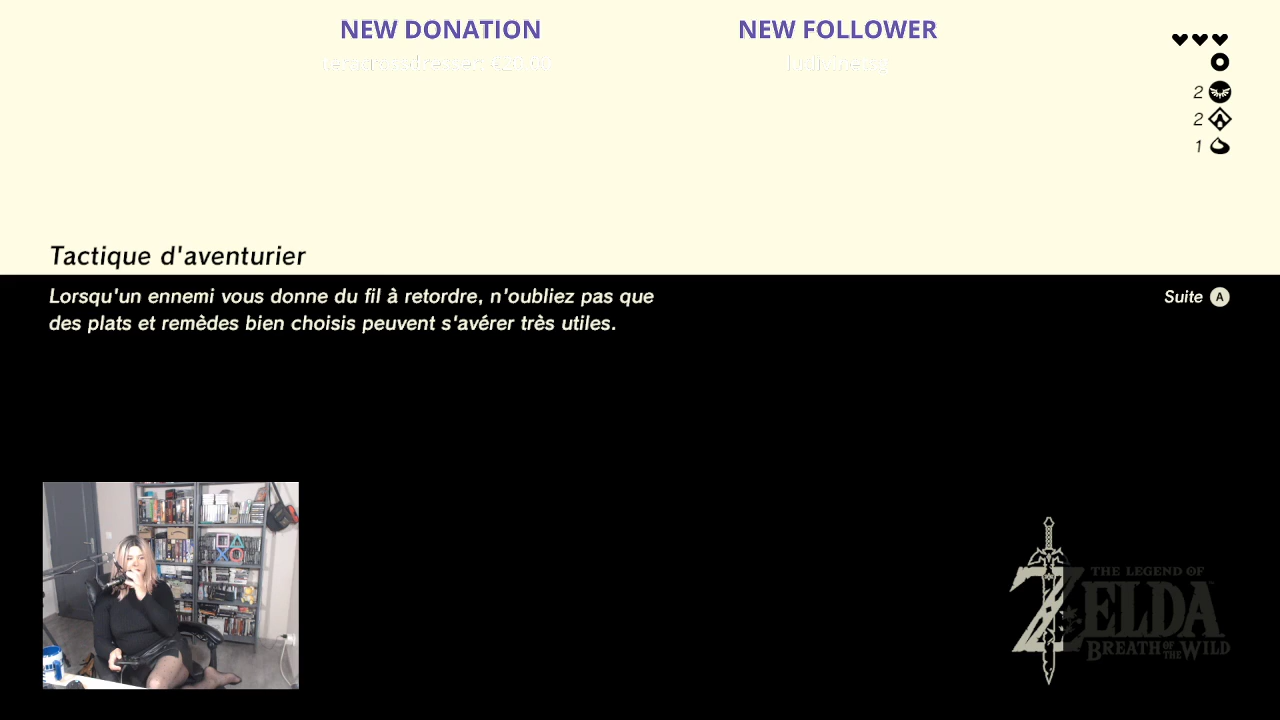 NEW DONATION
NEW FOLLOWER
2
2
1
Tactique d'aventurier
Lorsqu'un ennemi vous donne du fil à retordre, n'oubliez pas que
des plats et remèdes bien choisis peuvent s'avérer très utiles.
Suite A
THE LEGEND OF
ZELDA
BREATH OF THE WILD